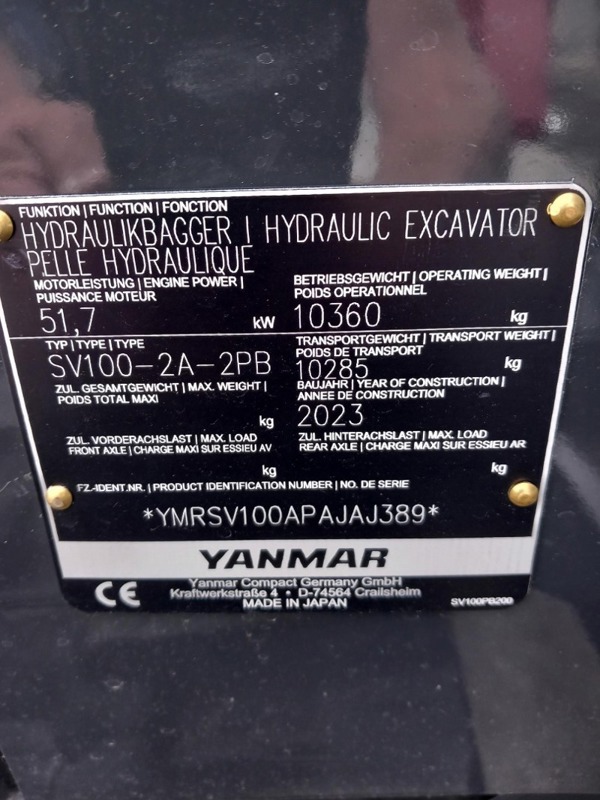 FUNKTION | FUNCTION | FONCTION
HYDRAULIKBAGGER | HYDRAULIC EXCAVATOR
PELLE HYDRAULIQUE
MOTORLEISTUNG | ENGINE POWER |
PUISSANCE MOTEUR
51,7 kW
BETRIEBSGEWICHT | OPERATING WEIGHT |
POIDS OPERATIONNEL
10360 kg
TYP | TYPE | TYPE
SV100-2A-2PB
TRANSPORTGEWICHT | TRANSPORT WEIGHT |
POIDS DE TRANSPORT
10285 kg
ZUL. GESAMTGEWICHT | MAX. WEIGHT |
POIDS TOTAL MAXI
kg
BAUJAHR | YEAR OF CONSTRUCTION |
ANNEE DE CONSTRUCTION
2023
ZUL. VORDERACHSLAST | MAX. LOAD
FRONT AXLE | CHARGE MAXI SUR ESSIEU AV
kg
ZUL. HINTERACHSLAST | MAX. LOAD
REAR AXLE | CHARGE MAXI SUR ESSIEU AR
kg
FZ.-IDENT.NR. | PRODUCT IDENTIFICATION NUMBER | NO. DE SERIE
*YMRSV100APAJAJ389*
YANMAR
CE
Yanmar Compact Germany GmbH
Kraftwerkstraße 4 • D-74564 Crailsheim
MADE IN JAPAN
SV100PB200